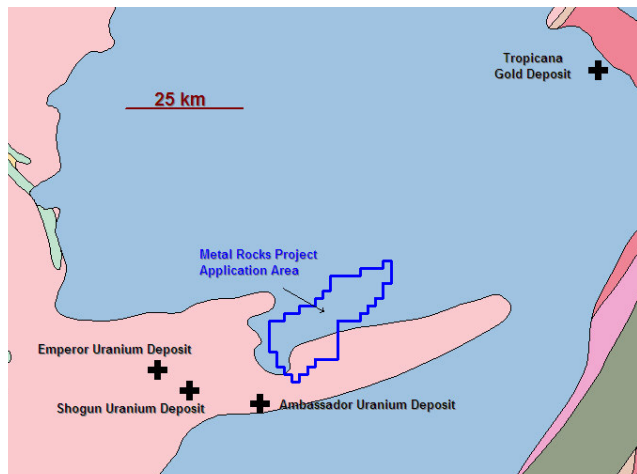 Tropicana
Gold Deposit
25 km
Metal Rocks Project
Application Area
Emperor Uranium Deposit
Shogun Uranium Deposit
Ambassador Uranium Deposit